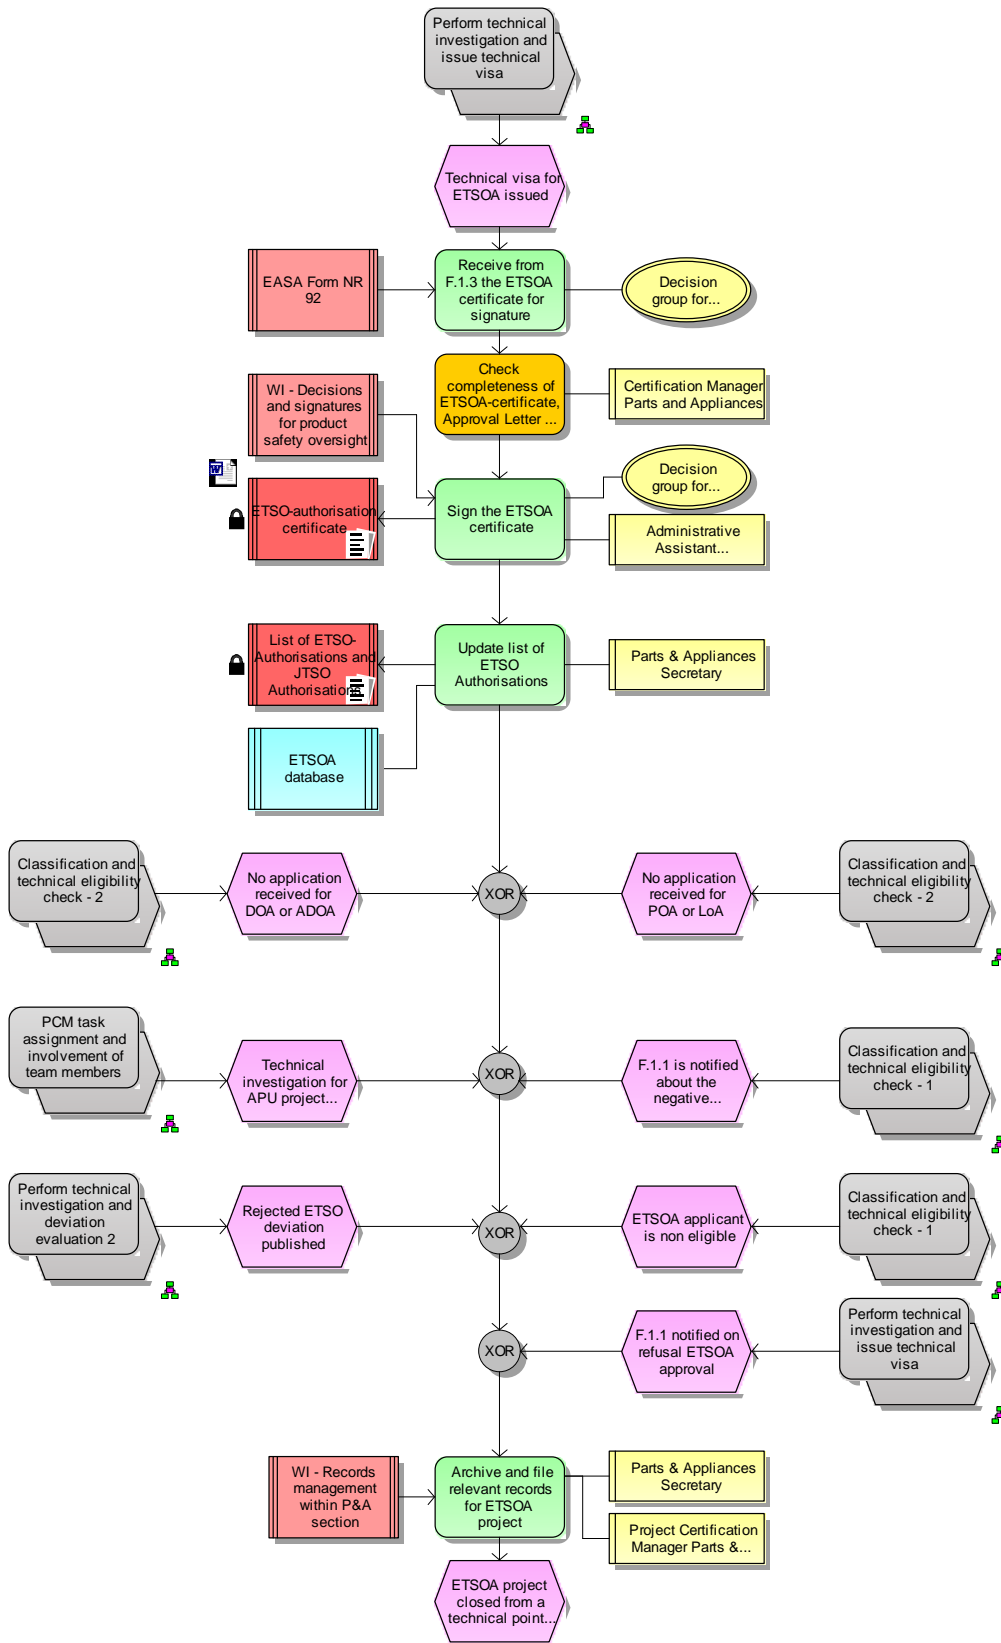 Perform technical
investigation and
issue technical
visa
Technical visa for
ETSOA issued
EASA Form NR
92
Receive from
F.1.3 the ETSOA
certificate for
signature
Decision
group for...
Check
completeness of
ETSOA-certificate,
Approval Letter ...
Certification Manager
Parts and Appliances
WI - Decisions
and signatures
for product
safety oversight
W
ETSO-authorisation
certificate
Sign the ETSOA
certificate
Decision
group for...
Administrative
Assistant...
List of ETSO-
Authorisations and
JTSO
Authorisations
Update list of
ETSO
Authorisations
Parts & Appliances
Secretary
ETSOA
database
Classification and
technical eligibility
check - 2
No application
received for
DOA or ADOA
XOR
No application
received for
POA or LoA
Classification and
technical eligibility
check - 2
PCM task
assignment and
involvement of
team members
Technical
investigation for
APU project...
XOR
F.1.1 is notified
about the
negative...
Classification and
technical eligibility
check - 1
Perform technical
investigation and
deviation
evaluation 2
Rejected ETSO
deviation
published
XOR
ETSOA applicant
is non eligible
Classification and
technical eligibility
check - 1
XOR
F.1.1 notified on
refusal ETSOA
approval
Perform technical
investigation and
issue technical
visa
WI - Records
management
within P&A
section
Archive and file
relevant records
for ETSOA
project
Parts & Appliances
Secretary
Project Certification
Manager Parts &...
ETSOA project
closed from a
technical point...